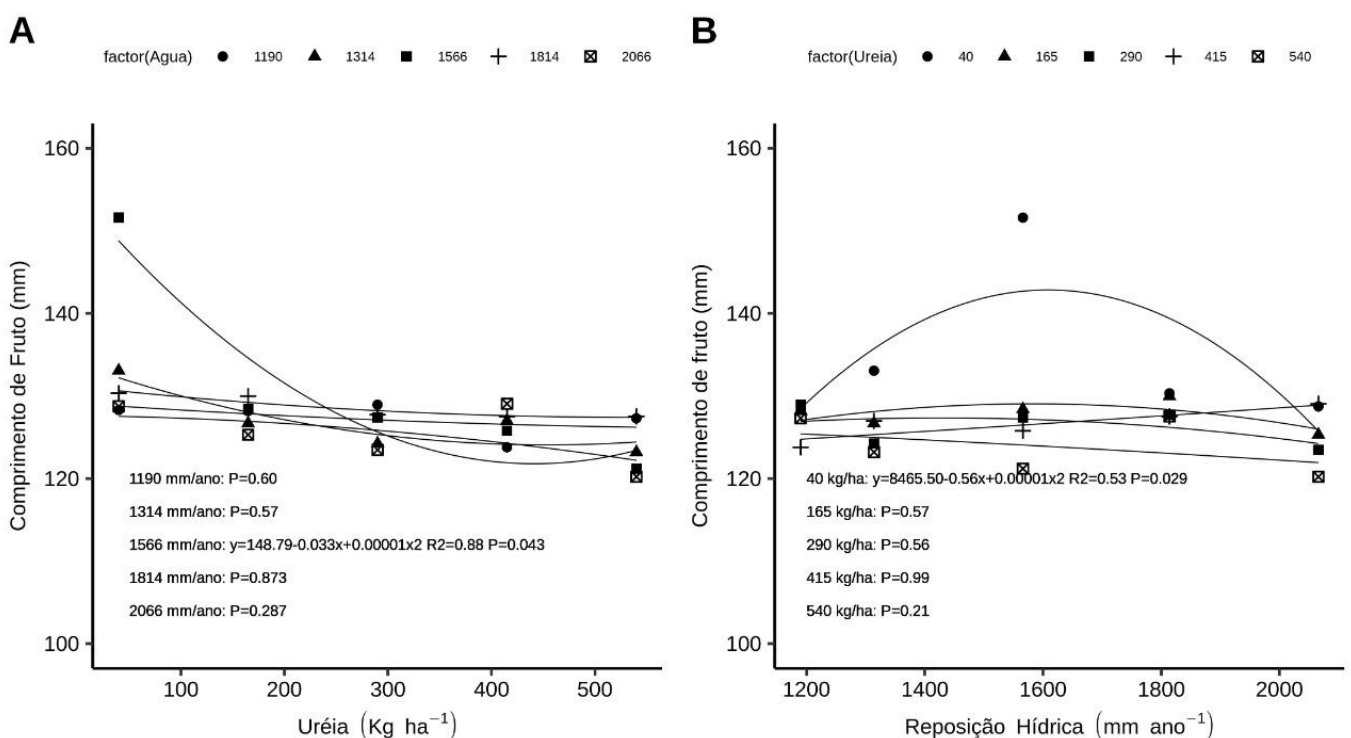 A
factor(Agua) 1190 1314 1566 1814 2066
160
140
120
100
Comprimento de Fruto (mm)
1190 mm/ano: P=0.60
1314 mm/ano: P=0.57
1566 mm/ano: y=148.79-0.033x+0.00001x2 R2=0.88 P=0.043
1814 mm/ano: P=0.873
2066 mm/ano: P=0.287
100 200 300 400 500
Uréia (Kg ha−1)
B
factor(Ureia) 40 165 290 415 540
160
140
120
100
Comprimento de fruto (mm)
40 kg/ha: y=8465.50-0.56x+0.00001x2 R2=0.53 P=0.029
165 kg/ha: P=0.57
290 kg/ha: P=0.56
415 kg/ha: P=0.99
540 kg/ha: P=0.21
1200 1400 1600 1800 2000
Reposição Hídrica (mm ano−1)